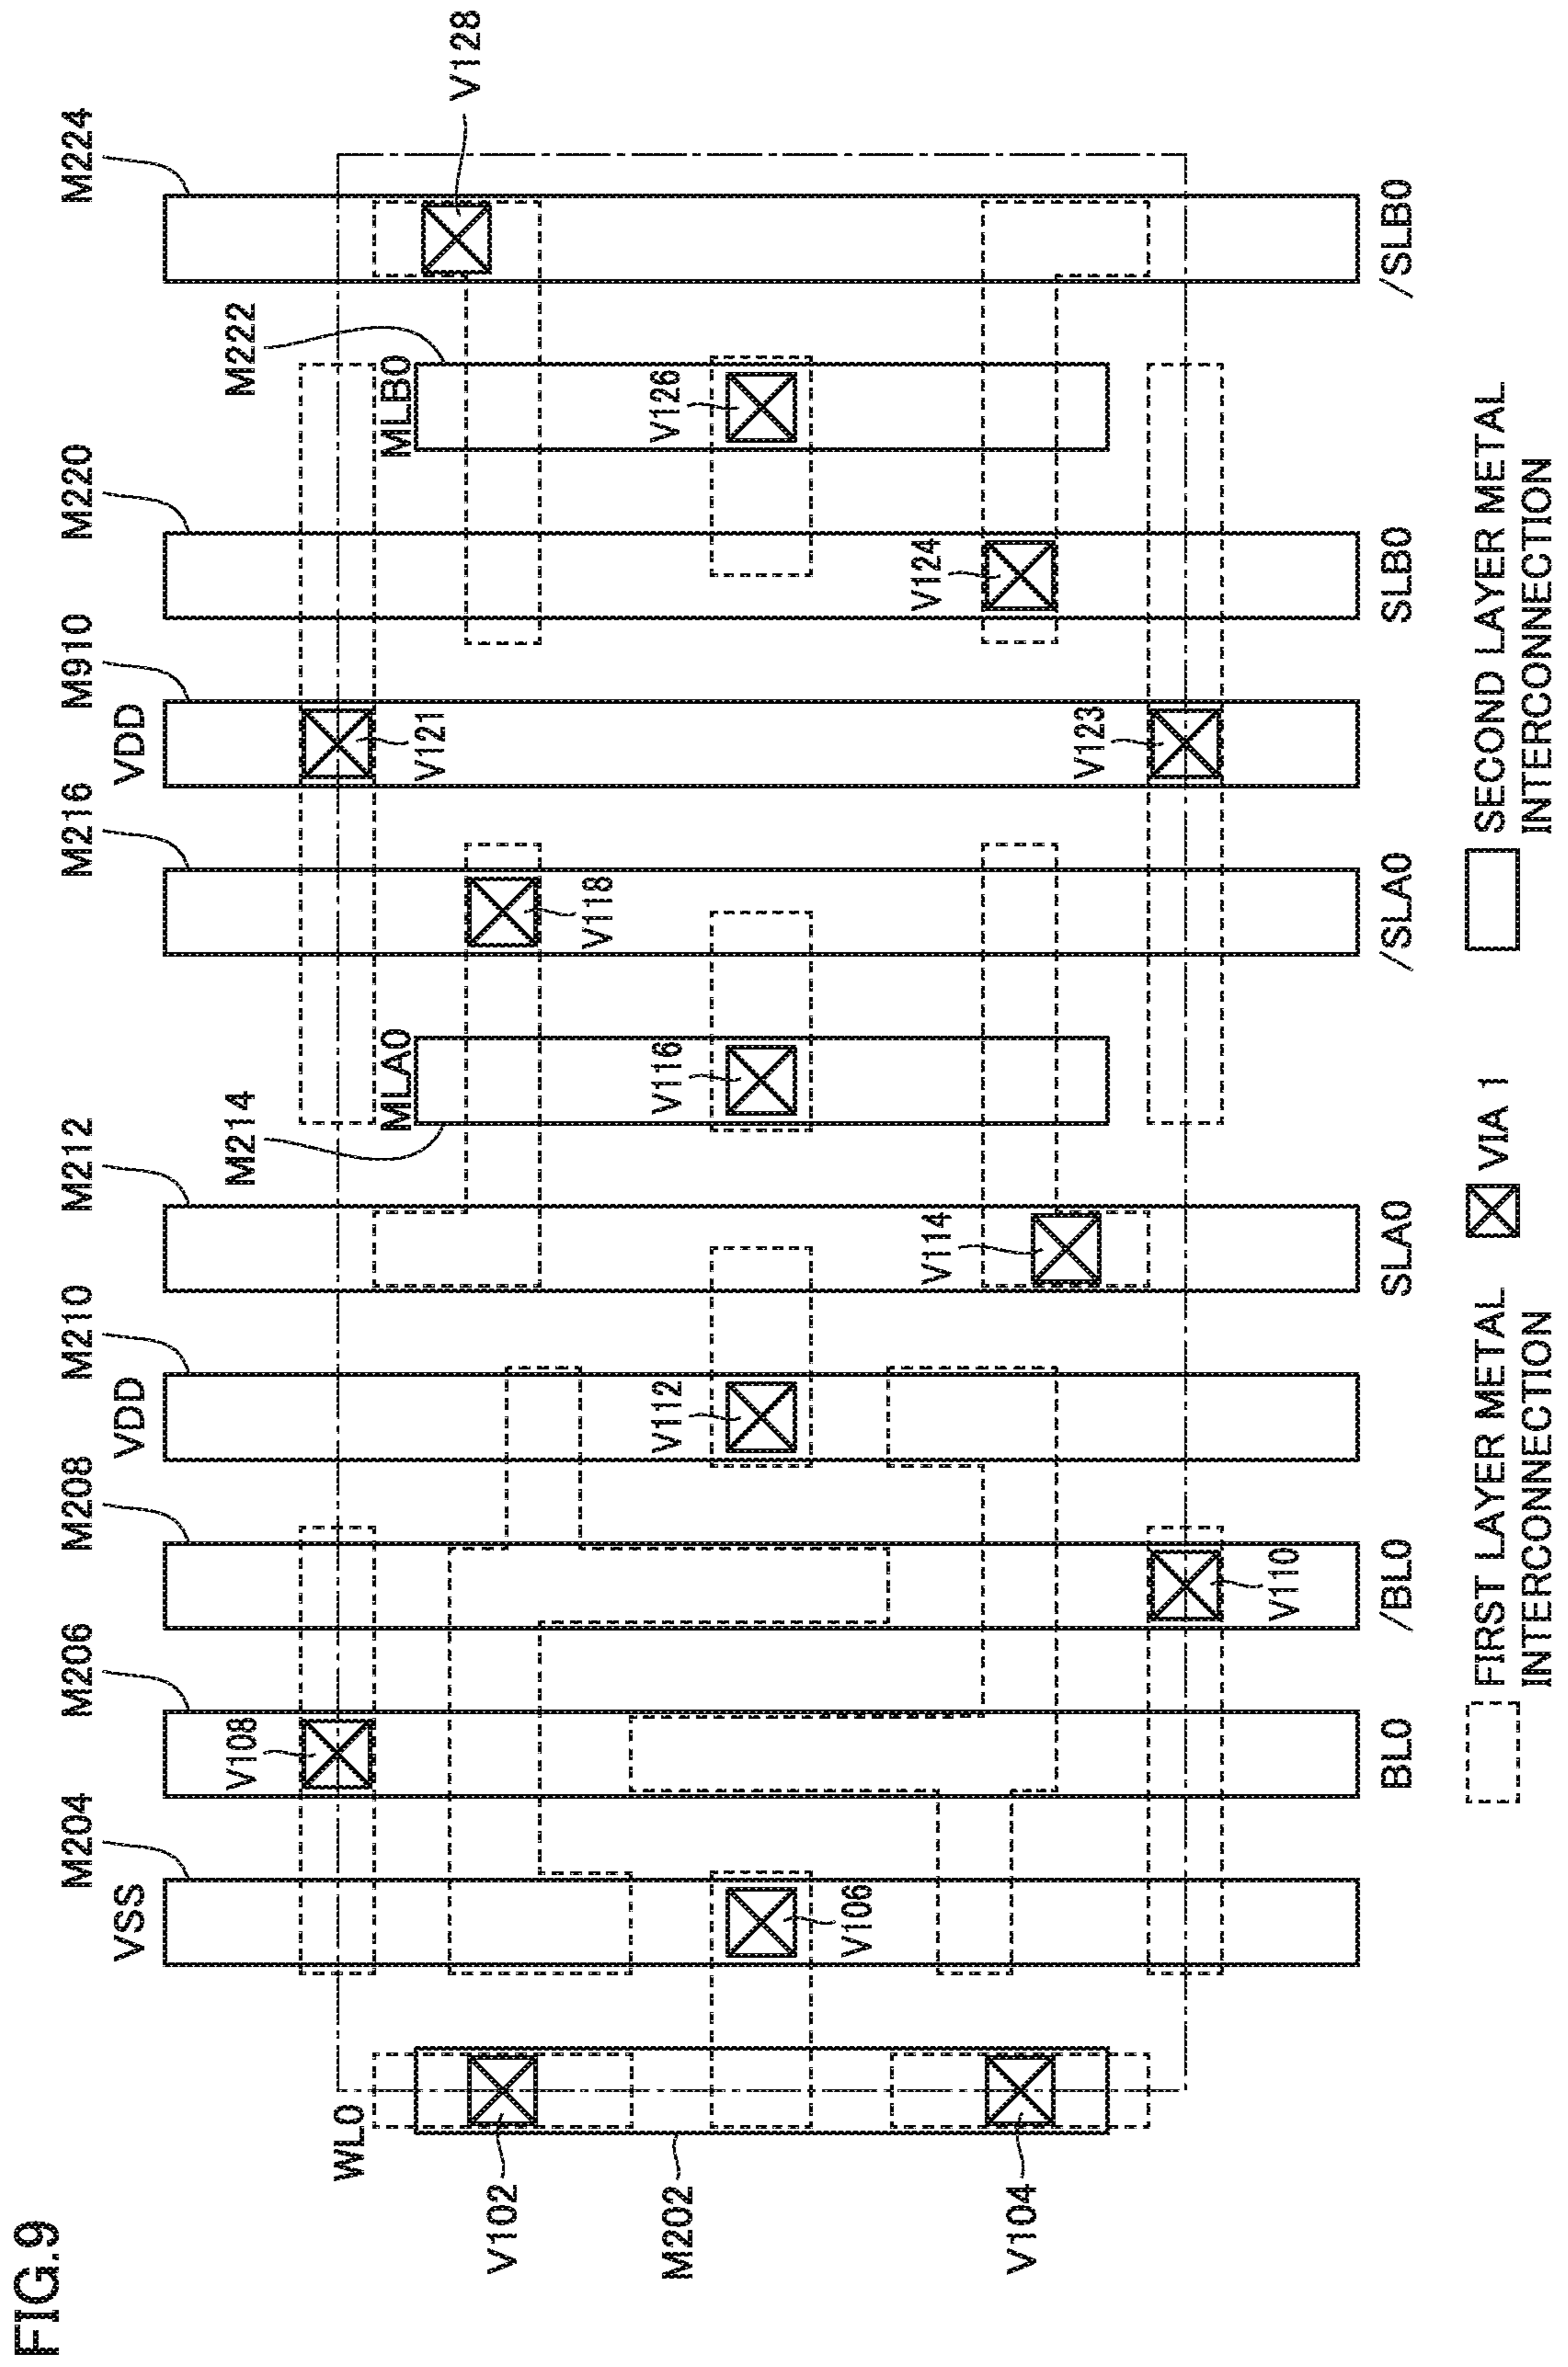 FIG.9
M204
M206
M208
M210
M212
M216
M910
M220
M224
VSS
VDD
VDD
M214
M222
V128
WL0
MLA0
MLB0
V108
V121
V102
V118
M202
V106
V112
V116
V126
V104
V114
V124
V110
V123
BL0
/BL0
SLA0
/SLA0
SLB0
/SLB0
FIRST LAYER METAL
INTERCONNECTION
VIA 1
SECOND LAYER METAL
INTERCONNECTION